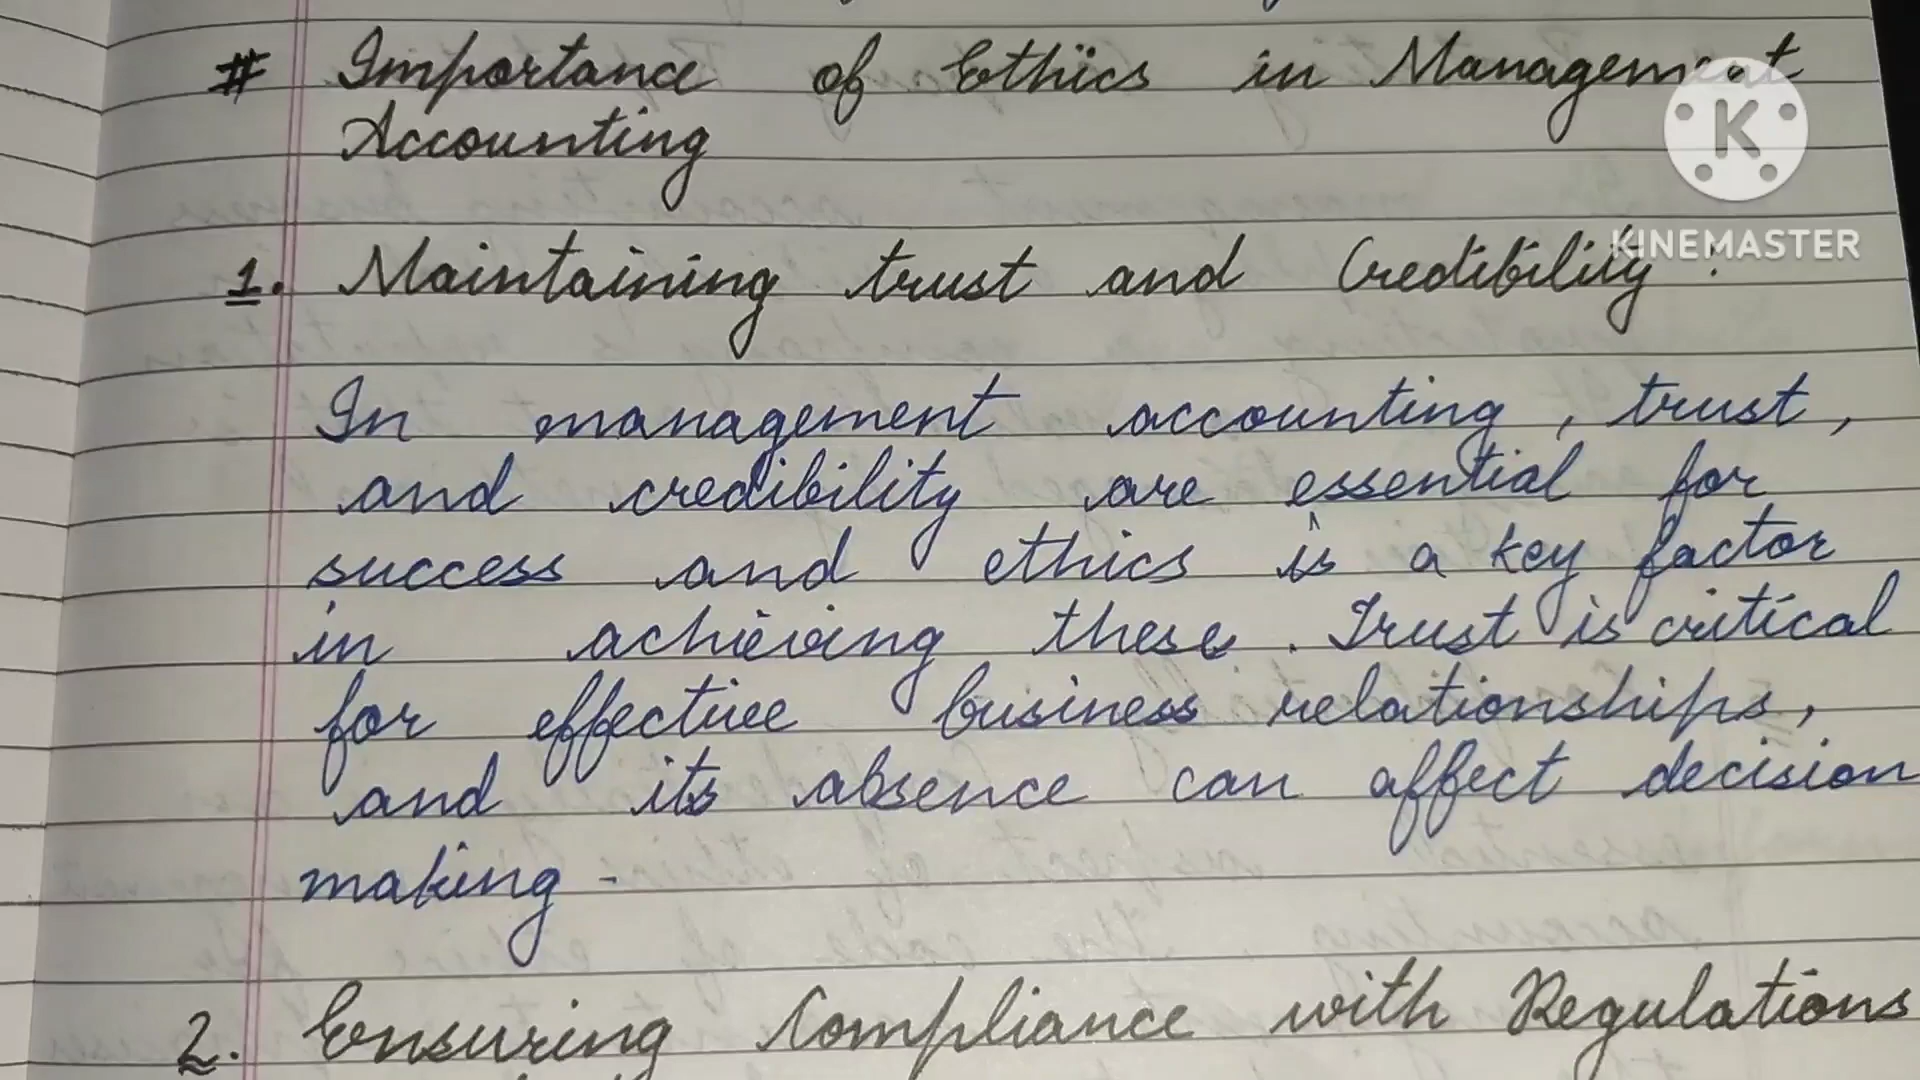 # Importance of Ethics in Management
Accounting
K
KINEMASTER
1. Maintaining trust and Credibility :
In management accounting, trust,
and credibility are essential for
success and ethics is a key factor
in achieving these. Trust is critical
for effective business relationships,
and its absence can affect decision
making -
2. Ensuring Compliance with Regulations